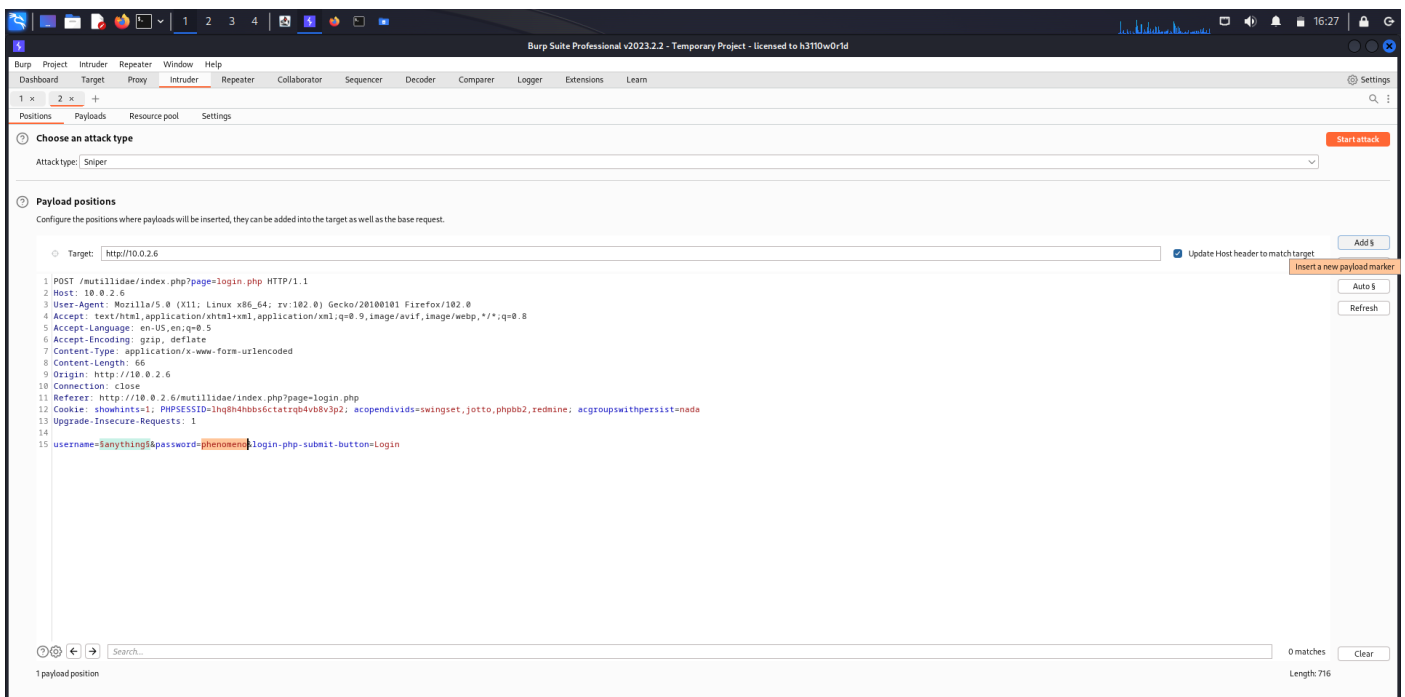 1 2 3 4 16:27
Burp Suite Professional v2023.2.2 - Temporary Project - licensed to h3110w0r1d
Burp Project Intruder Repeater Window Help
Dashboard Target Proxy Intruder Repeater Collaborator Sequencer Decoder Comparer Logger Extensions Learn Settings
1 × 2 × +
Positions Payloads Resource pool Settings
? Choose an attack type Start attack
Attack type: Sniper
? Payload positions
Configure the positions where payloads will be inserted, they can be added into the target as well as the base request.
Add §
Target: http://10.0.2.6 Update Host header to match target
Insert a new payload marker
Auto §
Refresh
1 POST /mutillidae/index.php?page=login.php HTTP/1.1
2 Host: 10.0.2.6
3 User-Agent: Mozilla/5.0 (X11; Linux x86_64; rv:102.0) Gecko/20100101 Firefox/102.0
4 Accept: text/html,application/xhtml+xml,application/xml;q=0.9,image/avif,image/webp,*/*;q=0.8
5 Accept-Language: en-US,en;q=0.5
6 Accept-Encoding: gzip, deflate
7 Content-Type: application/x-www-form-urlencoded
8 Content-Length: 66
9 Origin: http://10.0.2.6
10 Connection: close
11 Referer: http://10.0.2.6/mutillidae/index.php?page=login.php
12 Cookie: showhints=1; PHPSESSID=lhq8h4hbbs6ctatrqb4vb8v3p2; acopendivids=swingset,jotto,phpbb2,redmine; acgroupswithpersist=nada
13 Upgrade-Insecure-Requests: 1
14
15 username=§anything§&password=phenomeno&login-php-submit-button=Login
Search... 0 matches Clear
1 payload position Length: 716